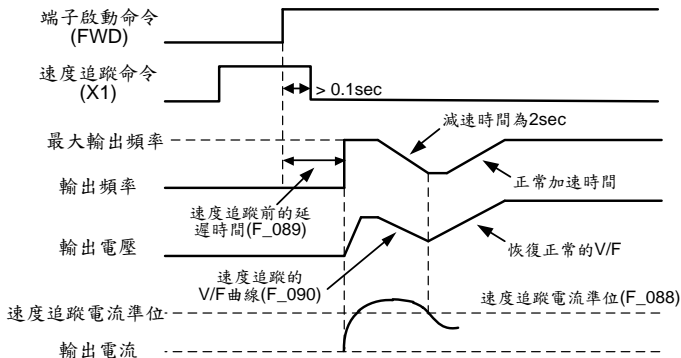 端子啟動命令
(FWD)
速度追蹤命令
(X1)
> 0.1sec
減速時間為2sec
最大輸出頻率
輸出頻率
正常加速時間
速度追蹤前的延
遲時間(F_089)
輸出電壓
恢復正常的V/F
速度追蹤的
V/F曲線(F_090)
速度追蹤電流準位(F_088)
速度追蹤電流準位
輸出電流